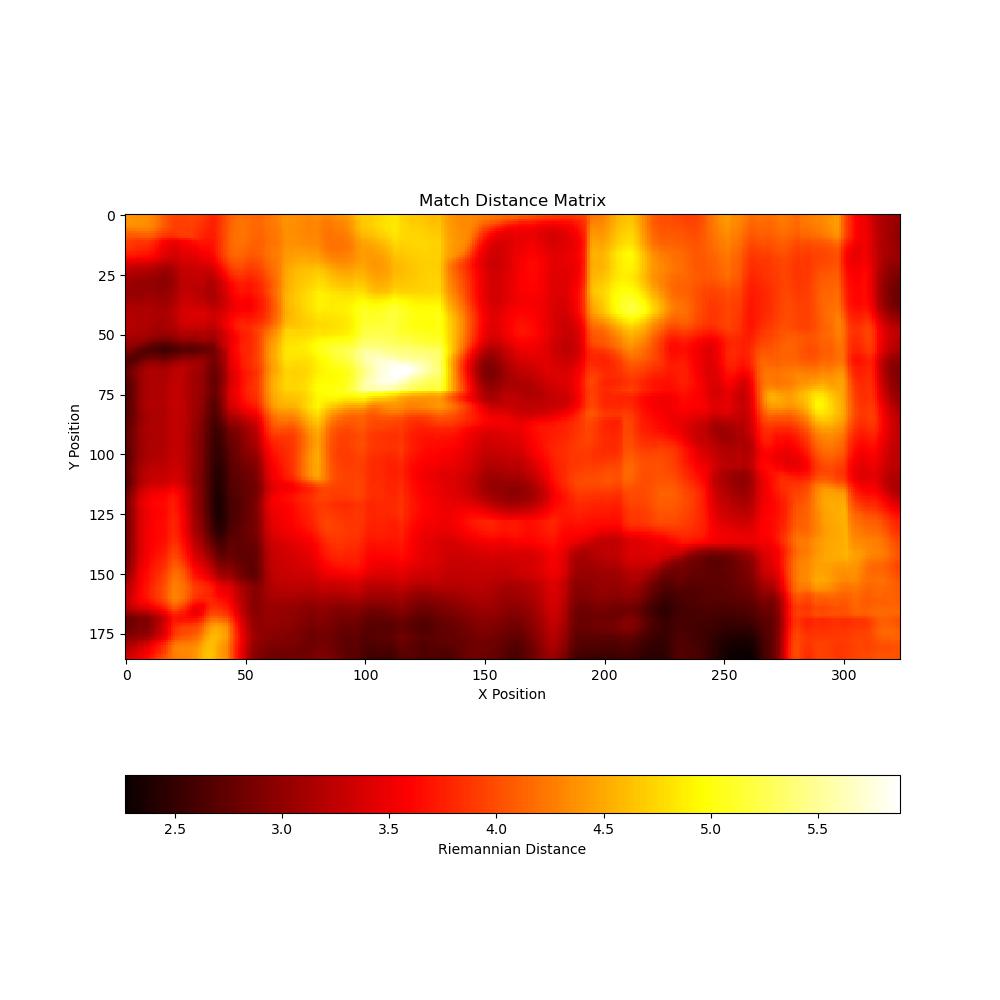 Match Distance Matrix
0
25
50
75
100
125
150
175
Y Position
0 50 100 150 200 250 300
X Position
2.5 3.0 3.5 4.0 4.5 5.0 5.5
Riemannian Distance